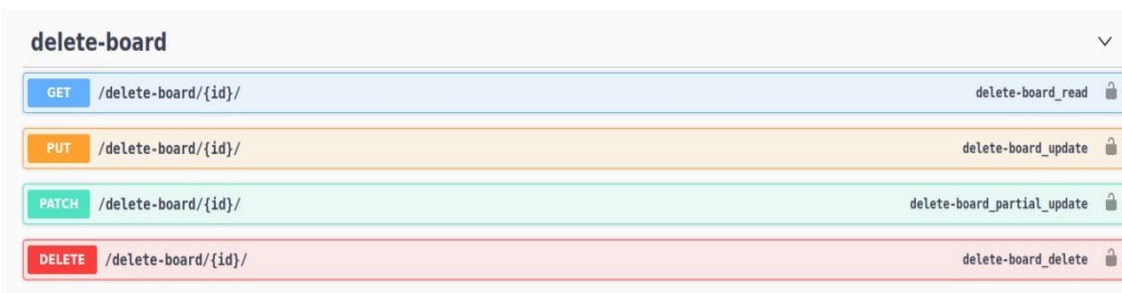 delete-board
GET /delete-board/{id}/ delete-board_read
PUT /delete-board/{id}/ delete-board_update
PATCH /delete-board/{id}/ delete-board_partial_update
DELETE /delete-board/{id}/ delete-board_delete